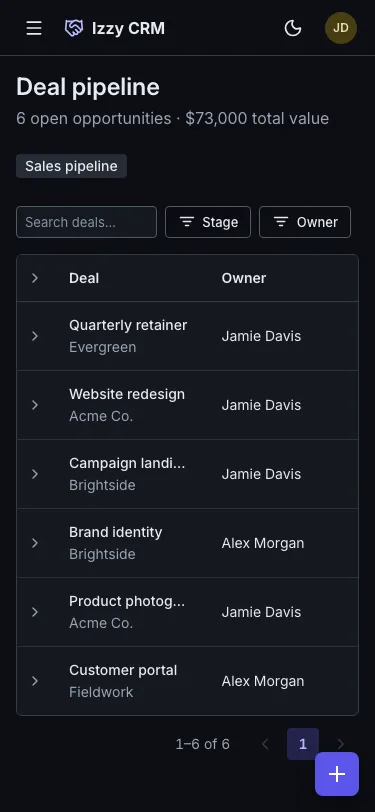 Izzy CRM
JD
Deal pipeline
6 open opportunities · $73,000 total value
Sales pipeline
Search deals...
Stage
Owner
Deal
Owner
Quarterly retainer
Evergreen
Jamie Davis
Website redesign
Acme Co.
Jamie Davis
Campaign landi...
Brightside
Jamie Davis
Brand identity
Brightside
Alex Morgan
Product photog...
Acme Co.
Jamie Davis
Customer portal
Fieldwork
Alex Morgan
1–6 of 6
1